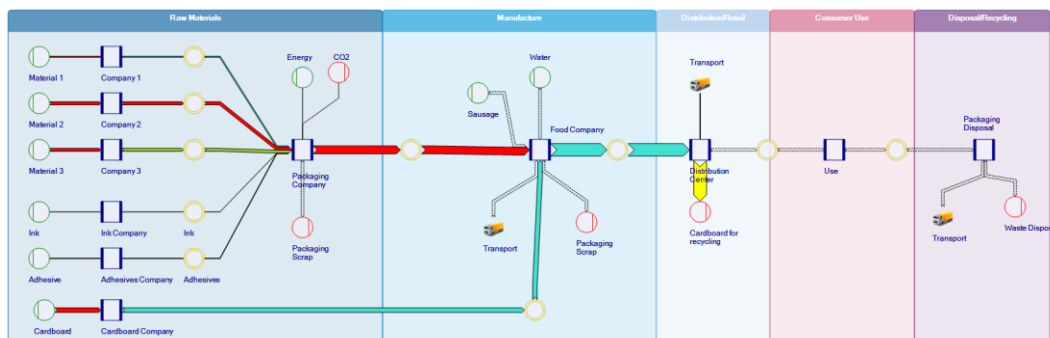 Raw Materials
Manufacture
Distribution/Retail
Consumer Use
Disposal/Recycling
Energy
CO2
Water
Transport
Material 1
Company 1
Sausage
Material 2
Company 2
Food Company
Packaging
Disposal
Material 3
Company 3
Packaging
Company
Distribution
Center
Use
Ink
Ink Company
Ink
Packaging
Scrap
Transport
Packaging
Scrap
Cardboard for
recycling
Transport
Waste Dispo
Adhesive
Adhesives Company
Adhesives
Cardboard
Cardboard Company